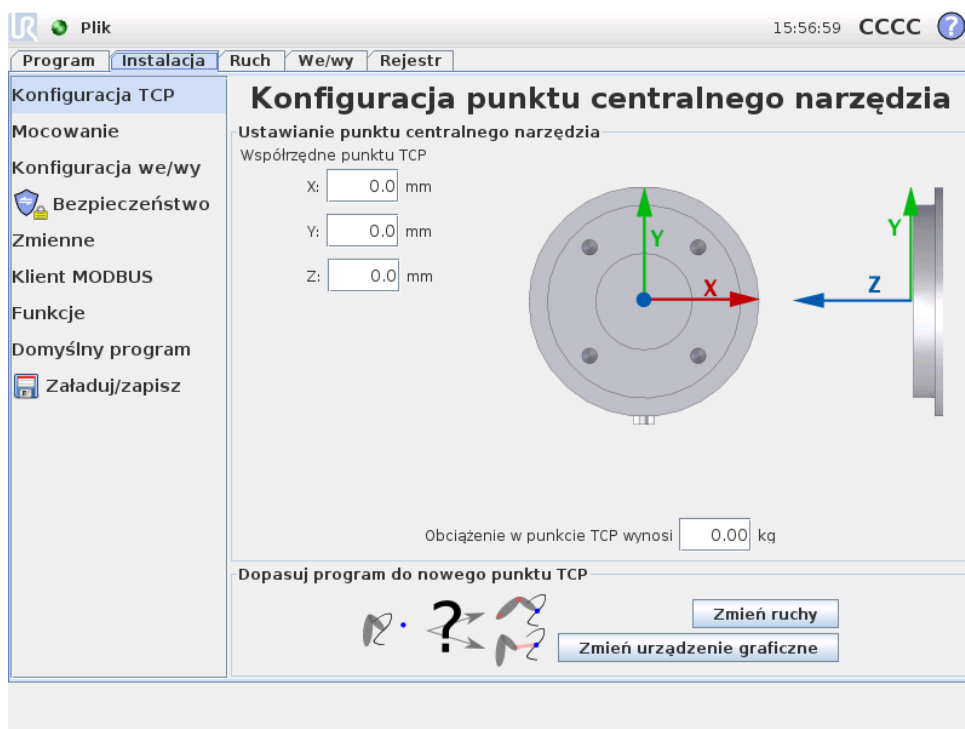 UR Plik 15:56:59 CCCC ?
Program Instalacja Ruch We/wy Rejestr
Konfiguracja TCP
Mocowanie
Konfiguracja we/wy
Bezpieczeństwo
Zmienne
Klient MODBUS
Funkcje
Domyślny program
Załaduj/zapisz
Konfiguracja punktu centralnego narzędzia
Ustawianie punktu centralnego narzędzia
Współrzędne punktu TCP
X: 0.0 mm
Y: 0.0 mm
Z: 0.0 mm
Y
X
Y
Z
Obciążenie w punkcie TCP wynosi 0.00 kg
Dopasuj program do nowego punktu TCP
?
Zmień ruchy
Zmień urządzenie graficzne